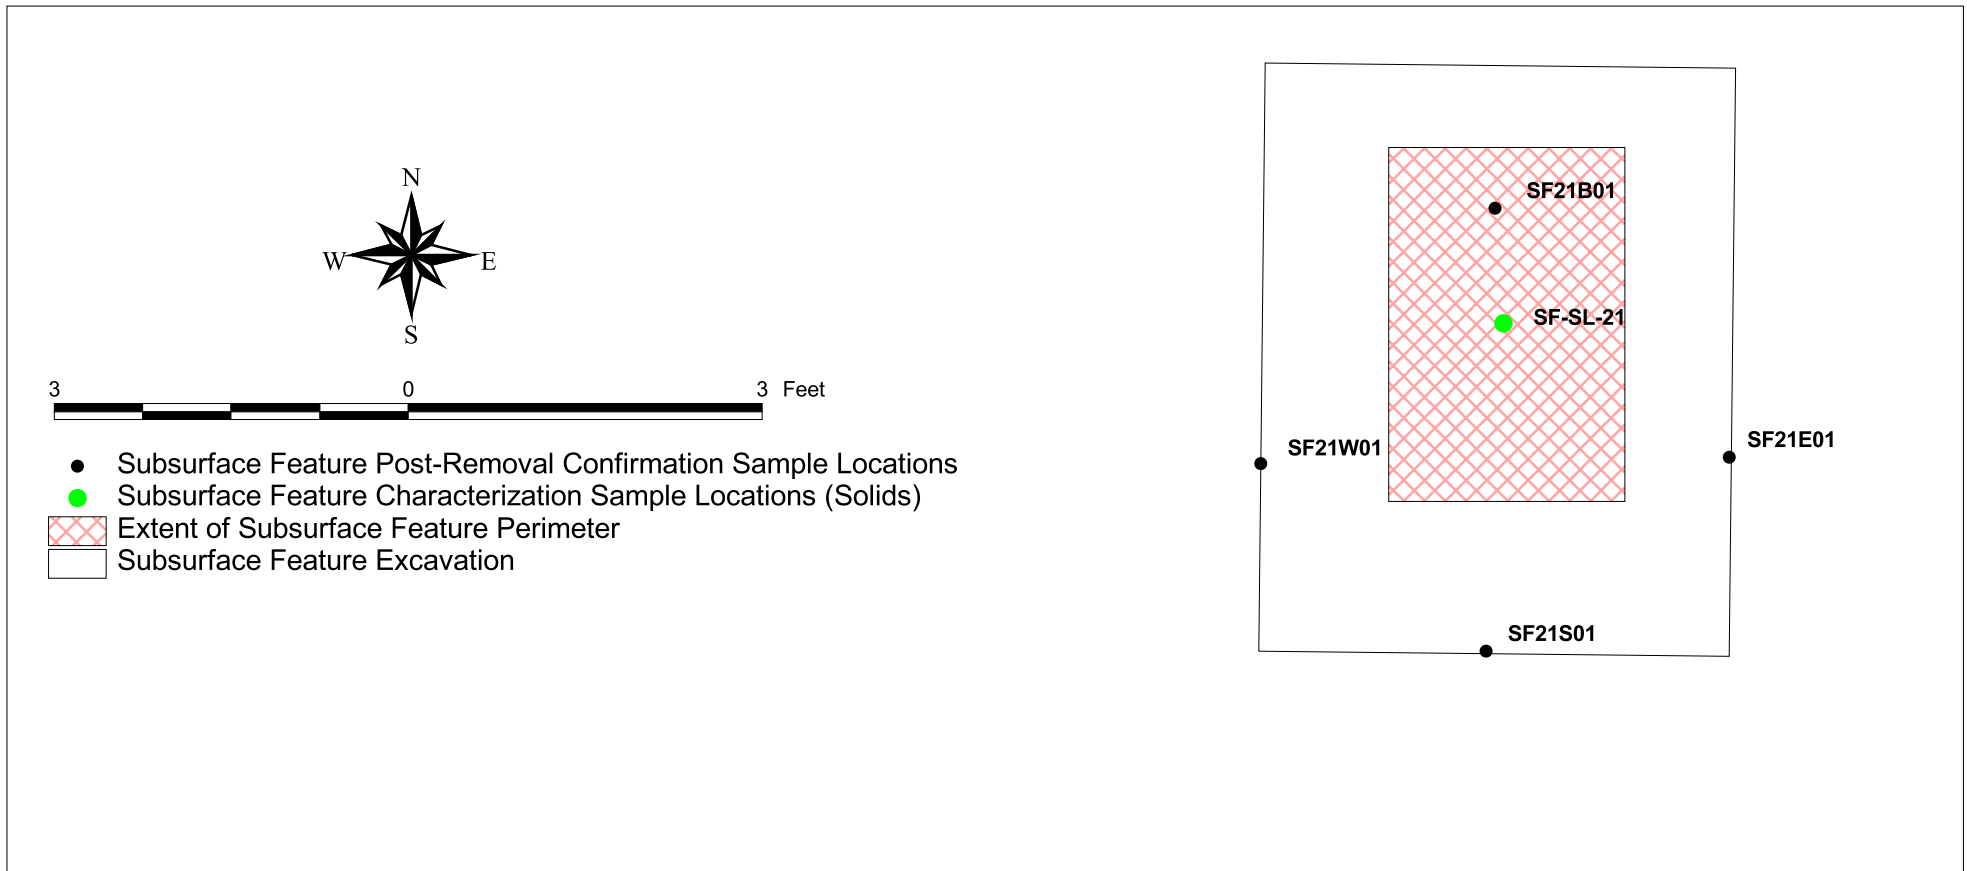 N
W E
S
3 0 3 Feet
Subsurface Feature Post-Removal Confirmation Sample Locations
Subsurface Feature Characterization Sample Locations (Solids)
Extent of Subsurface Feature Perimeter
Subsurface Feature Excavation
SF21B01
SF-SL-21
SF21W01
SF21E01
SF21S01